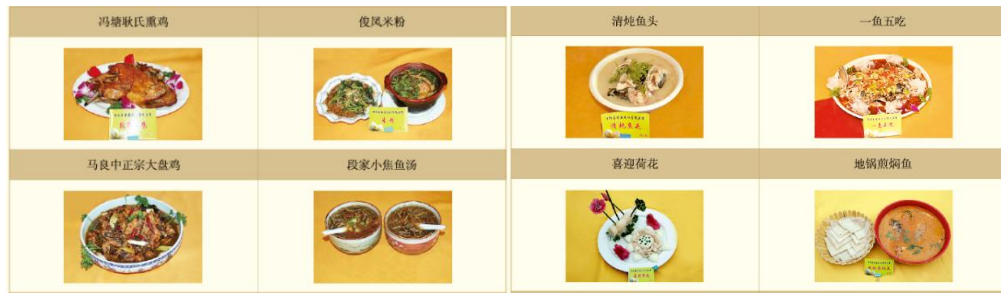 冯塘耿氏熏鸡
俊凤米粉
清炖鱼头
一鱼五吃
马良中正宗大盘鸡
段家小焦鱼汤
喜迎荷花
地锅煎焖鱼